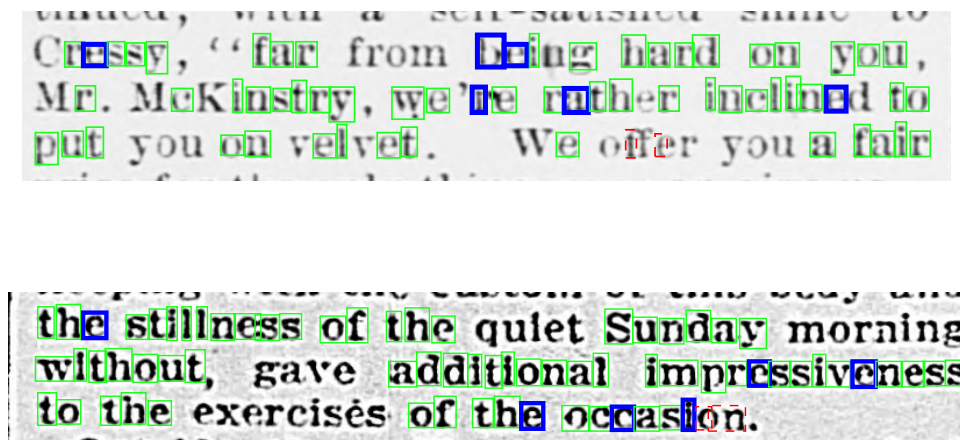 Cressy, “far from being hard on you,
Mr. McKinstry, we're rather inclined to
put you on velvet. We offer you a fair
the stillness of the quiet Sunday morning
without, gave additional impressiveness
to the exercises of the occasion.